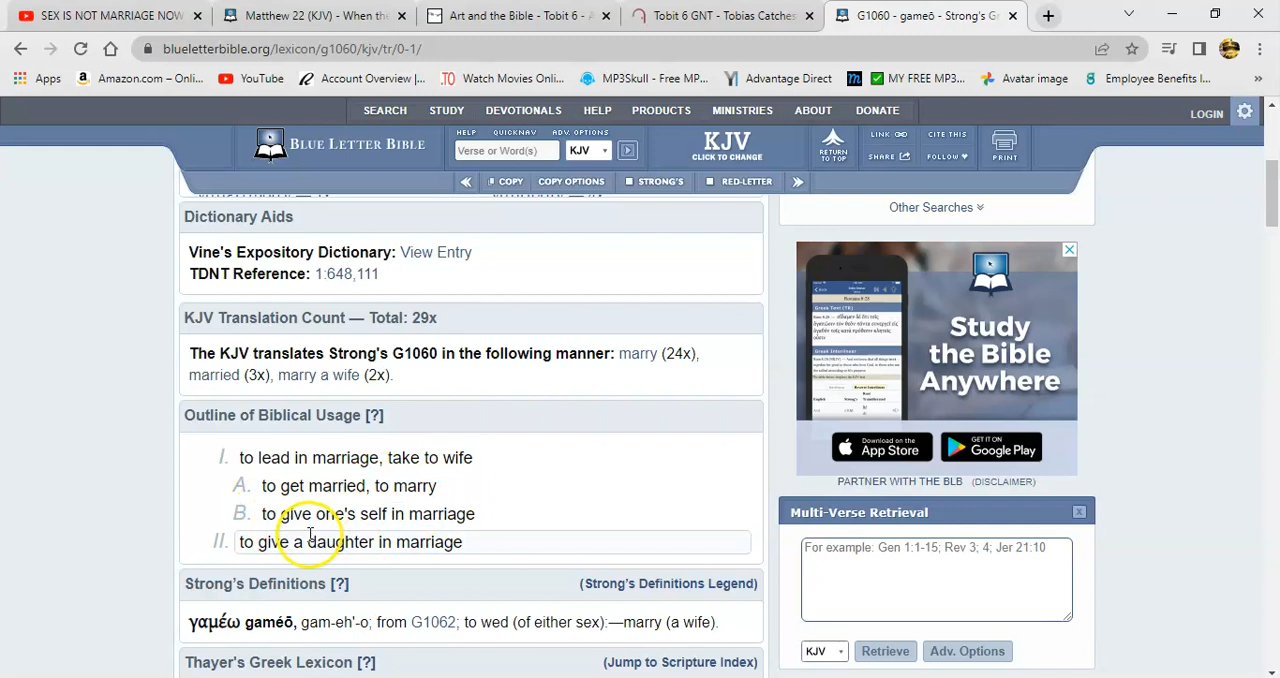 SEX IS NOT MARRIAGE NOW
Matthew 22 (KJV) - When the
Art and the Bible - Tobit 6 - A
Tobit 6 GNT - Tobias Catches
G1060 - gameō - Strong's Gr
blueletterbible.org/lexicon/g1060/kjv/tr/0-1/
Apps Amazon.com – Onli... YouTube Account Overview |... Watch Movies Onlin... MP3Skull - Free MP... Advantage Direct MY FREE MP3... Avatar image Employee Benefits I...
SEARCH STUDY DEVOTIONALS HELP PRODUCTS MINISTRIES ABOUT DONATE
LOGIN
BLUE LETTER BIBLE
HELP QUICKNAV ADV. OPTIONS
Verse or Word(s) KJV
KJV
CLICK TO CHANGE
RETURN
TO TOP
LINK CITE THIS
SHARE FOLLOW
PRINT
COPY COPY OPTIONS STRONG'S RED-LETTER
Dictionary Aids
Vine's Expository Dictionary: View Entry
TDNT Reference: 1:648,111
KJV Translation Count — Total: 29x
The KJV translates Strong's G1060 in the following manner: marry (24x),
married (3x), marry a wife (2x).
Outline of Biblical Usage [?]
I. to lead in marriage, take to wife
A. to get married, to marry
B. to give one's self in marriage
II. to give a daughter in marriage
Strong's Definitions [?] (Strong's Definitions Legend)
γαμέω gaméō, gam-eh'-o; from G1062; to wed (of either sex):—marry (a wife).
Thayer's Greek Lexicon [?] (Jump to Scripture Index)
Other Searches
Study
the Bible
Anywhere
Download on the
App Store
GET IT ON
Google Play
PARTNER WITH THE BLB (DISCLAIMER)
Multi-Verse Retrieval
For example: Gen 1:1-15; Rev 3; 4; Jer 21:10
KJV Retrieve Adv. Options